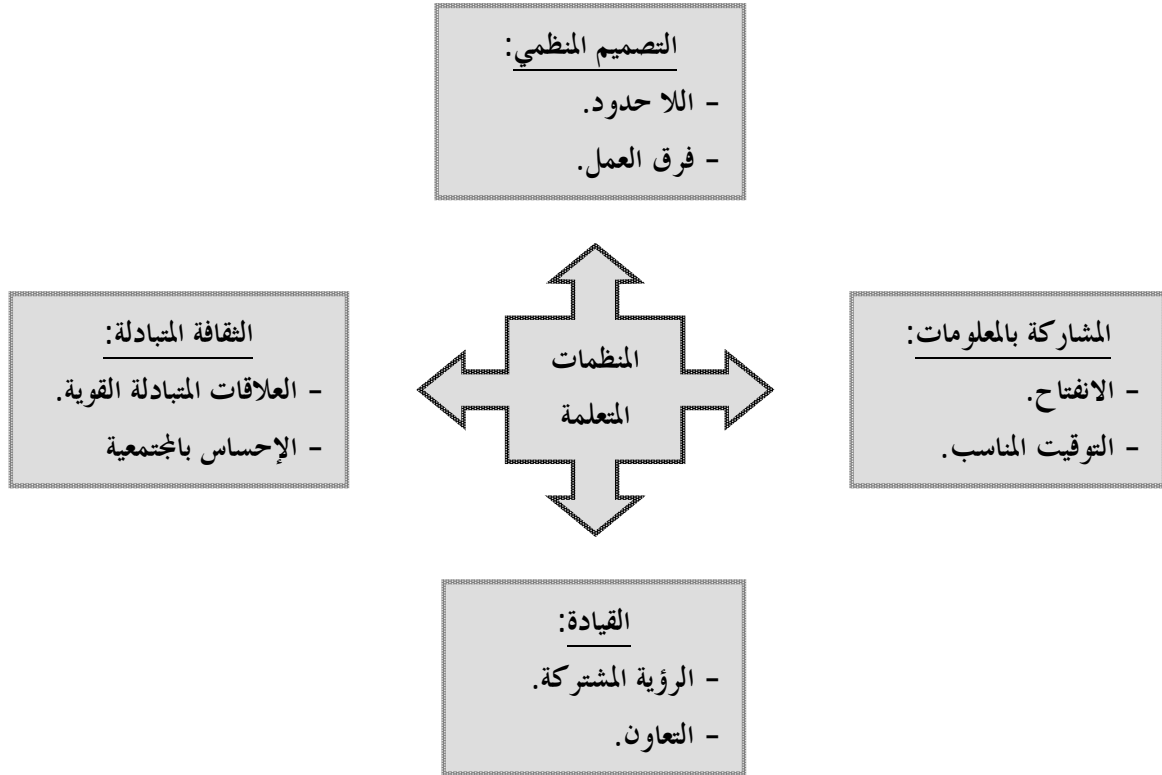 التصميم المنظمي:
- اللا حدود.
- فرق العمل.
المشاركة بالمعلومات:
- الانفتاح.
- التوقيت المناسب.
المنظمات
المتعلمة
الثقافة المتبادلة:
- العلاقات المتبادلة القوية.
- الإحساس بالمجتمعية
القيادة:
- الرؤية المشتركة.
- التعاون.